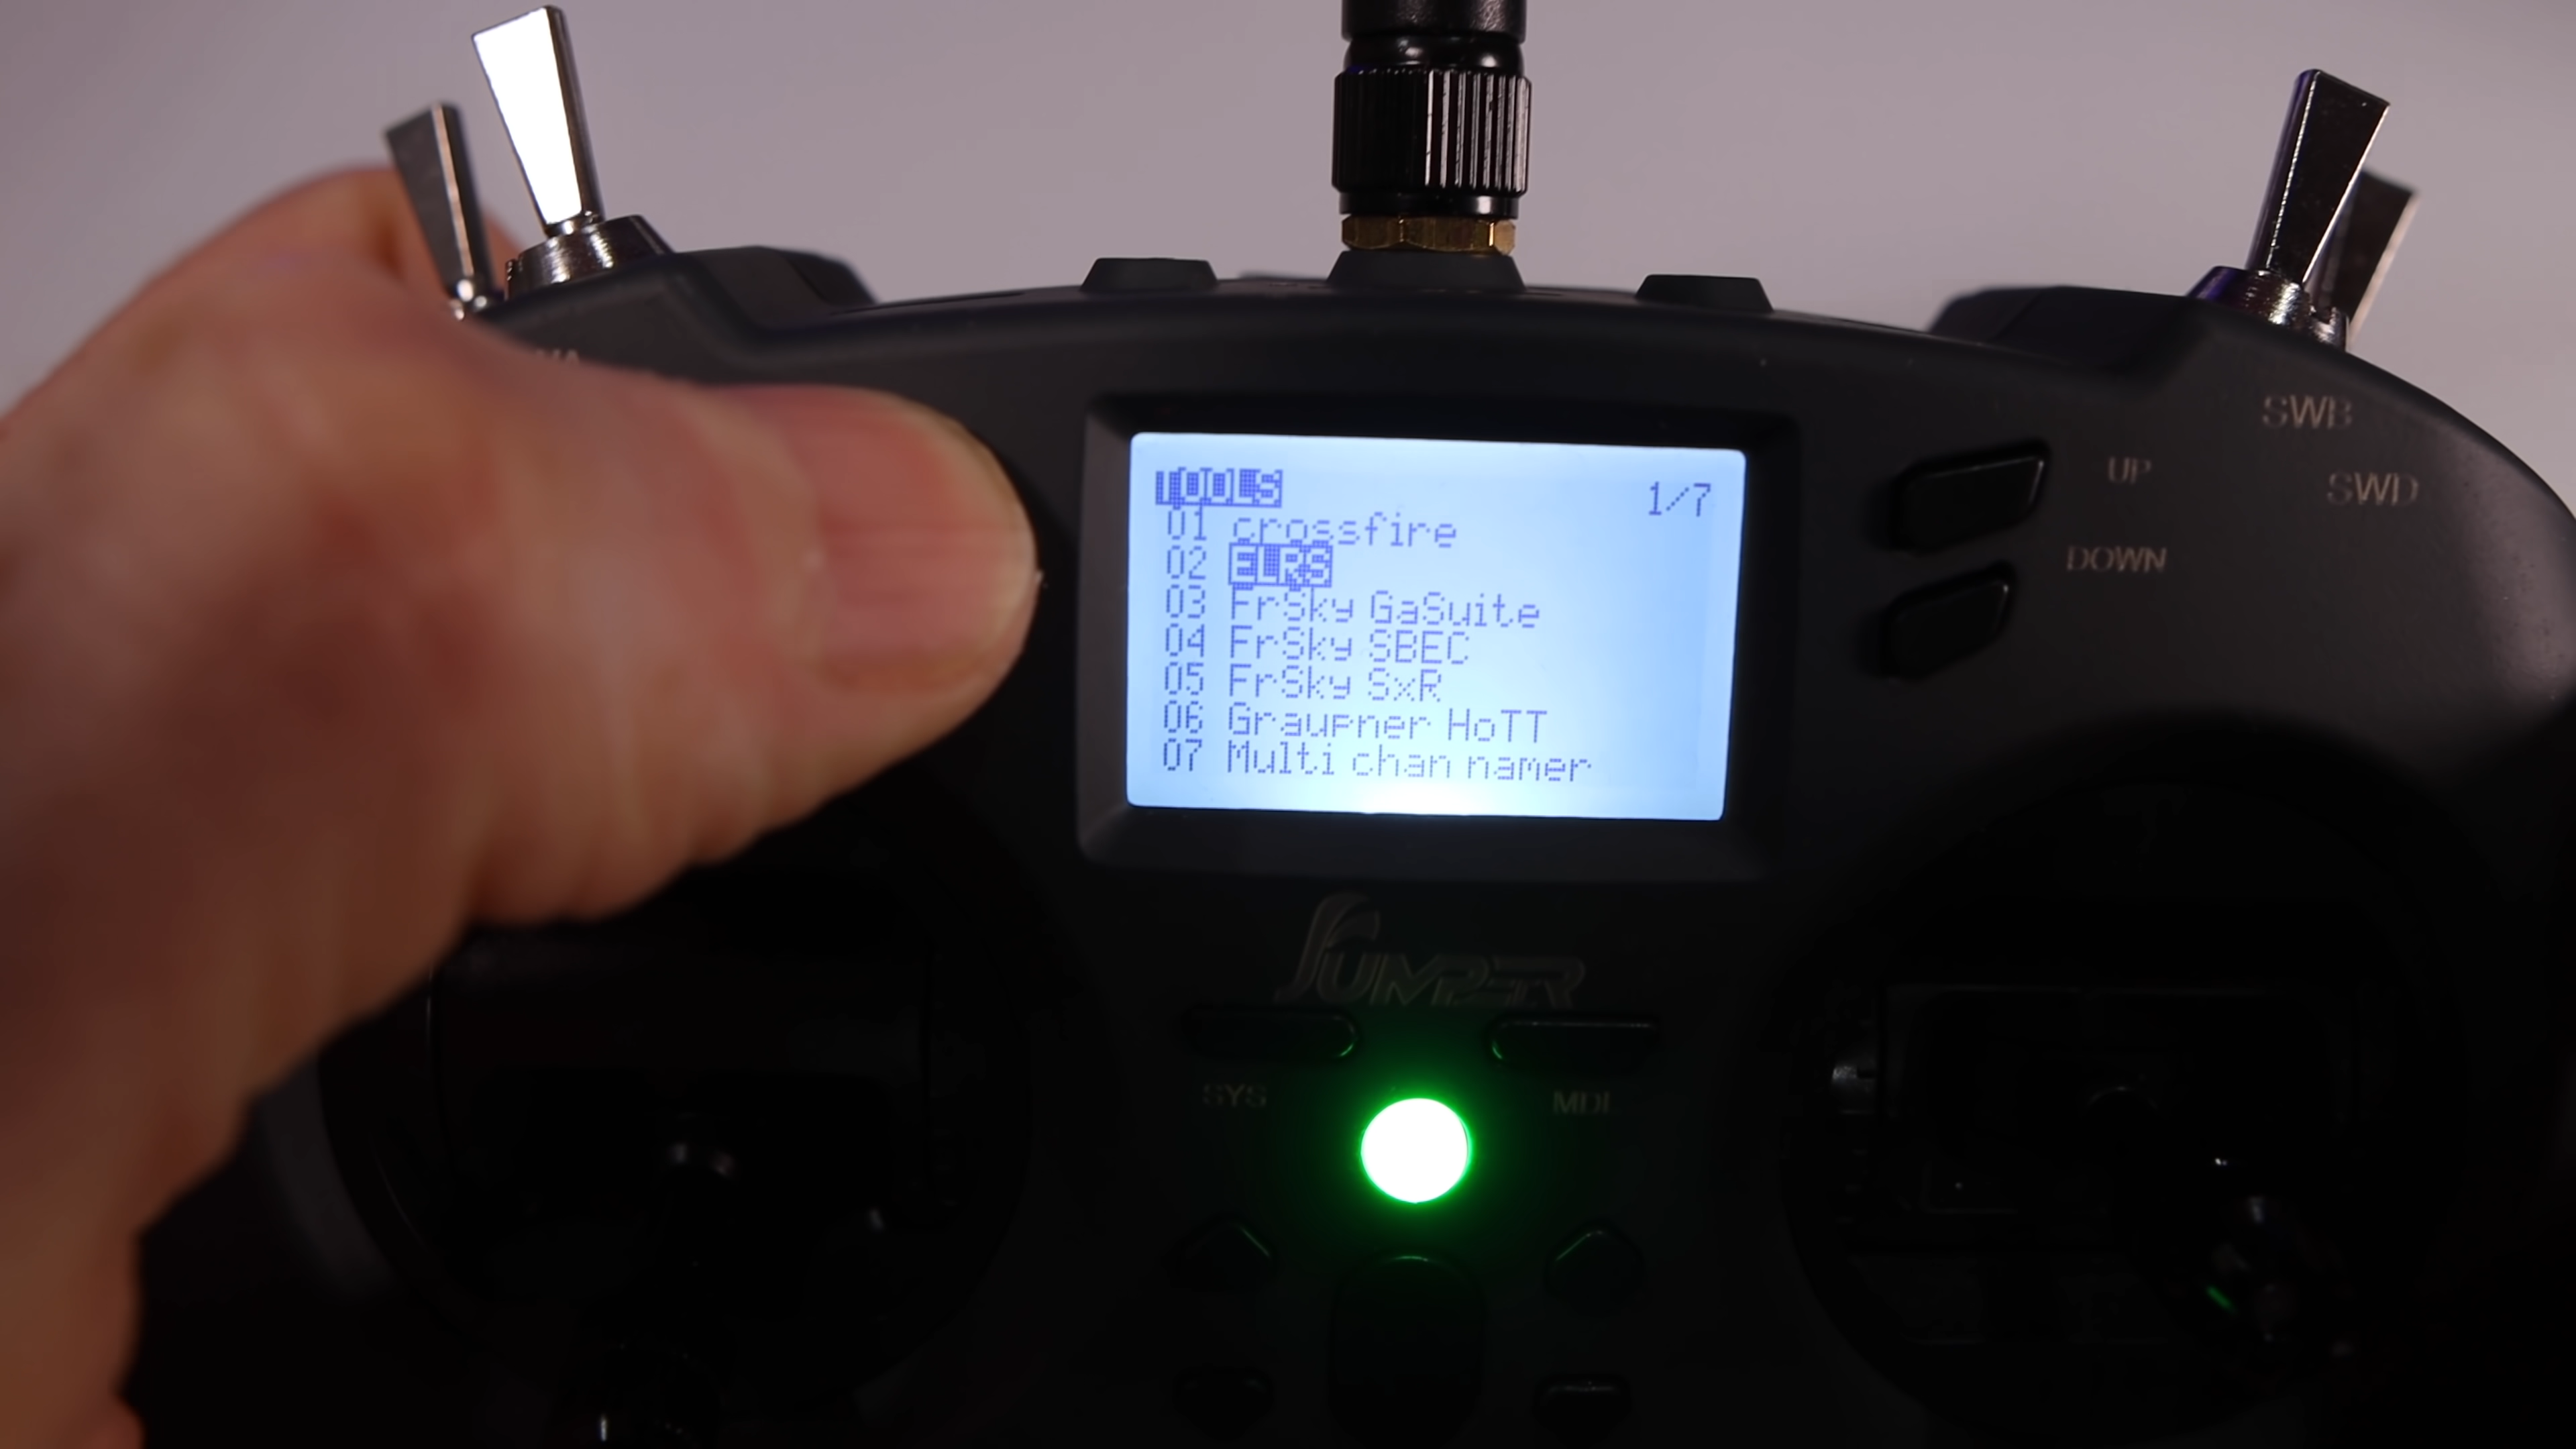 TOOLS 1/7
01 crossfire
02 ELRS
03 FrSky GaSuite
04 FrSky SBEC
05 FrSky SxR
06 Graupner HoTT
07 Multi chan namer
SWB
UP
SWD
DOWN
JUMPER
SYS
MDL